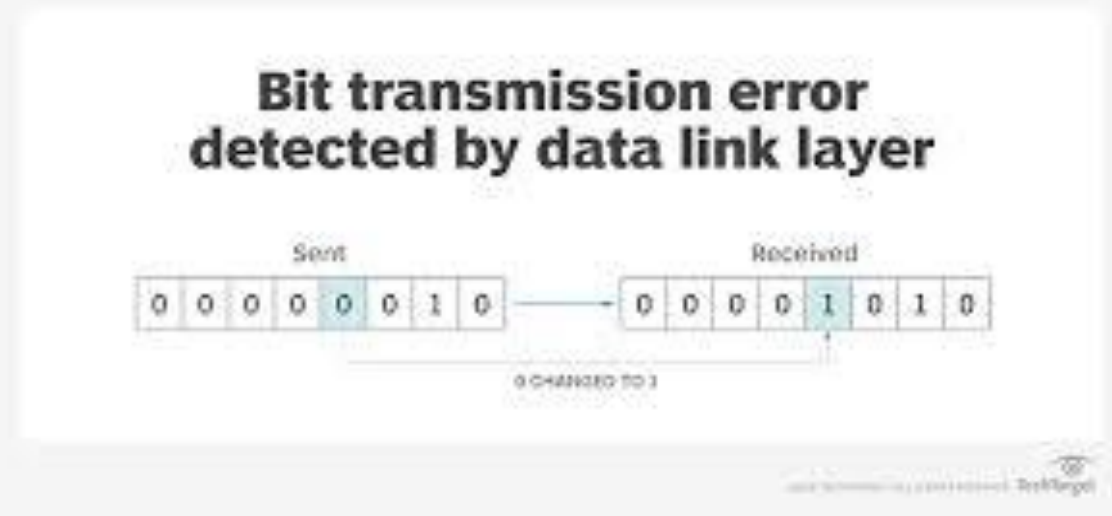 Bit transmission error
detected by data link layer
Sent Received
0 0 0 0 0 0 1 0 0 0 0 0 1 0 1 0
0 CHANGED TO 1
TechTarget